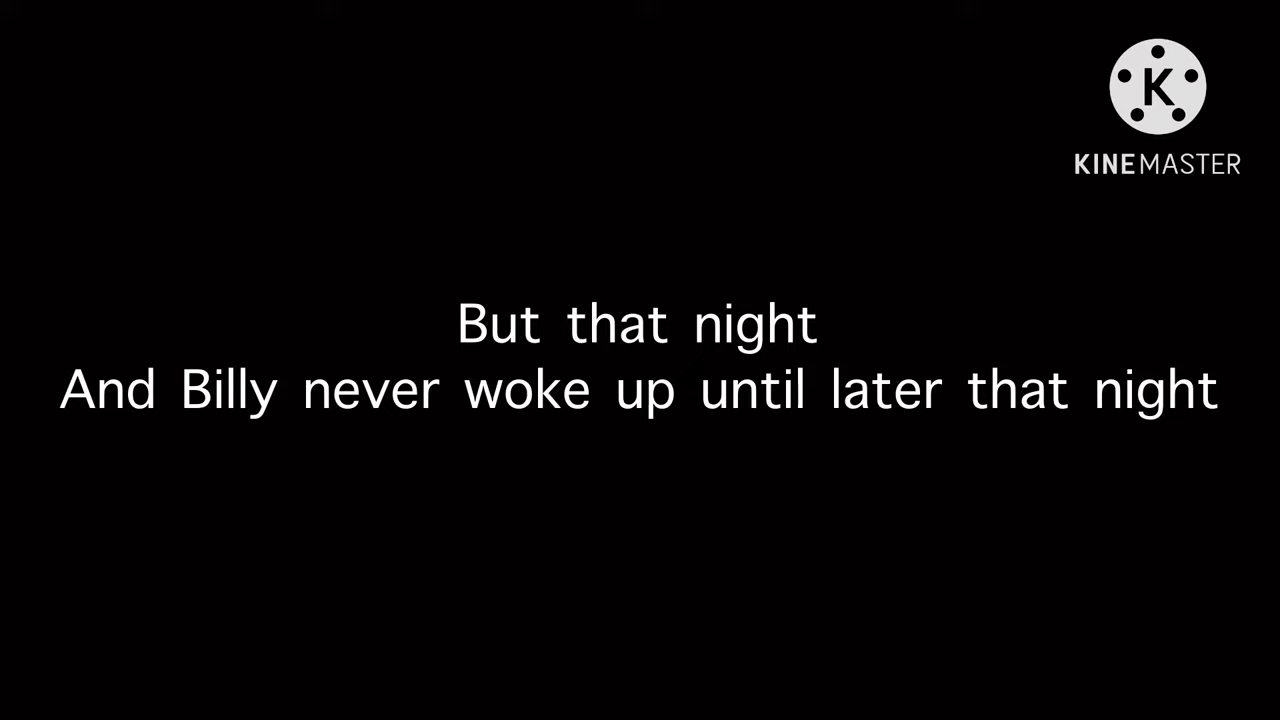 K
KINEMASTER
But that night
And Billy never woke up until later that night